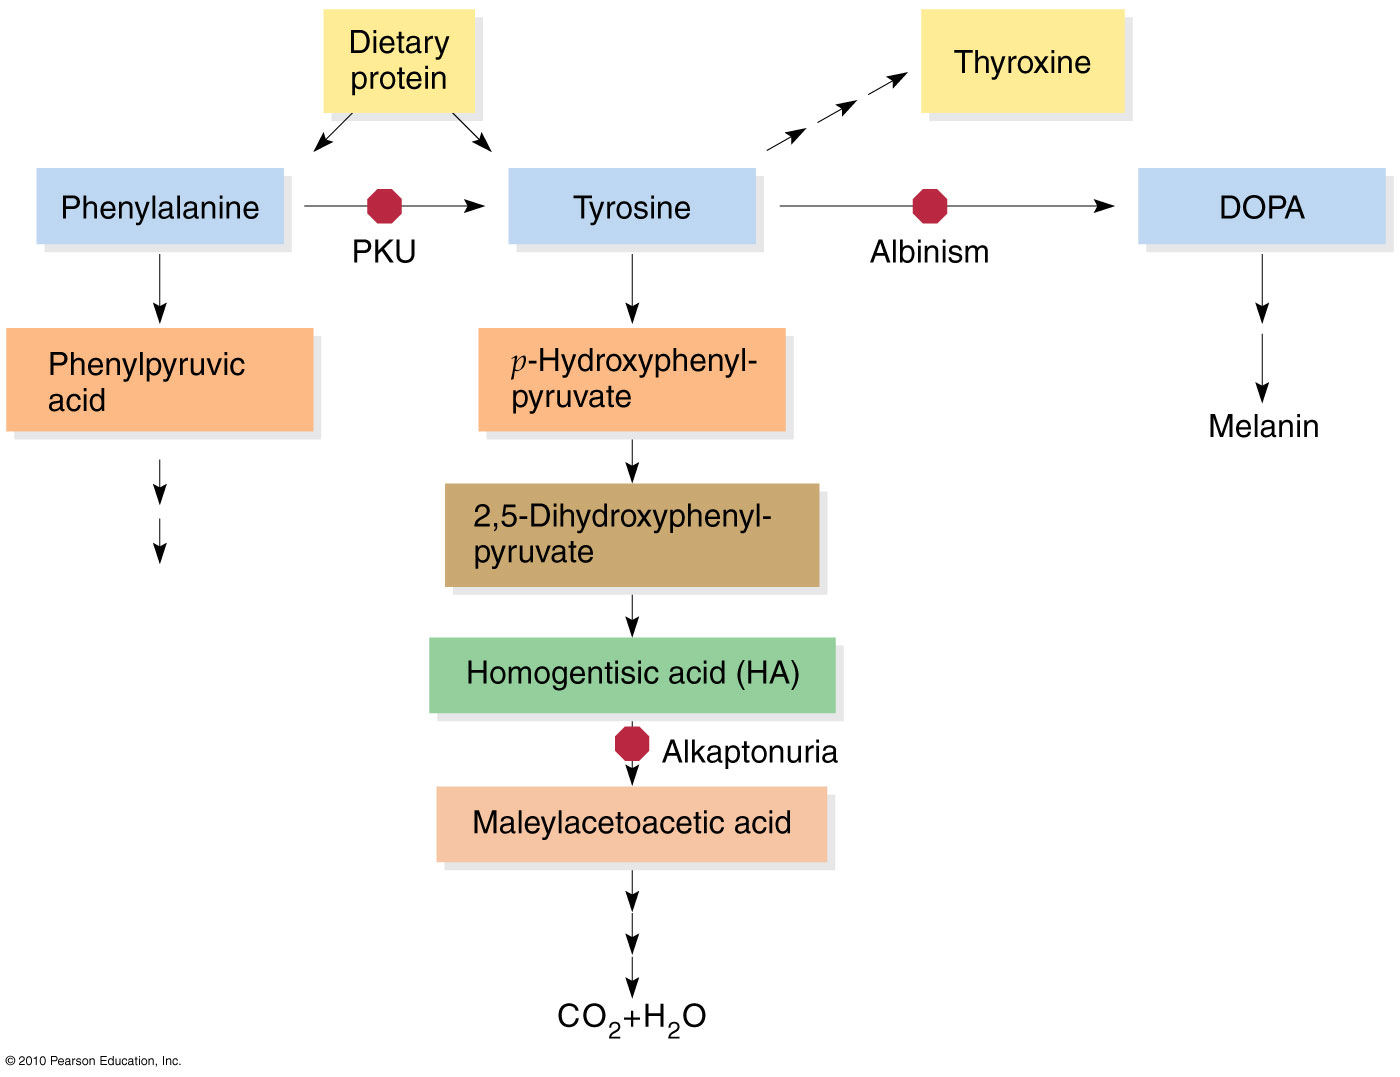 Dietary
protein
Thyroxine
Phenylalanine
Tyrosine
DOPA
PKU
Albinism
Phenylpyruvic
acid
p-Hydroxyphenyl-
pyruvate
Melanin
2,5-Dihydroxyphenyl-
pyruvate
Homogentisic acid (HA)
Alkaptonuria
Maleylacetoacetic acid
CO₂+H₂O
© 2010 Pearson Education, Inc.